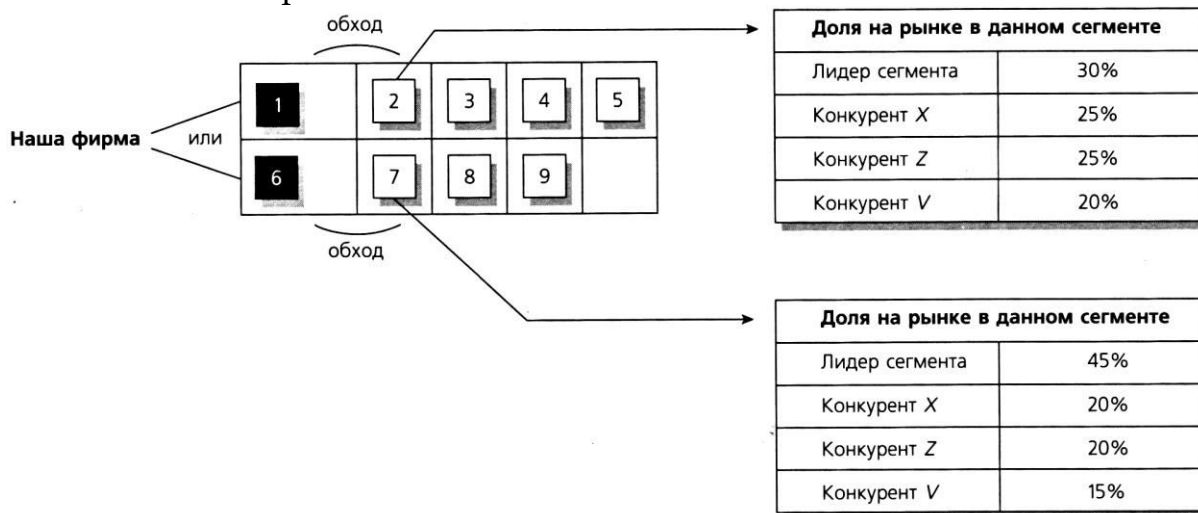 обход
1 2 3 4 5
Наша фирма или
6 7 8 9
обход
Доля на рынке в данном сегменте
Лидер сегмента 30%
Конкурент X 25%
Конкурент Z 25%
Конкурент V 20%
Доля на рынке в данном сегменте
Лидер сегмента 45%
Конкурент X 20%
Конкурент Z 20%
Конкурент V 15%